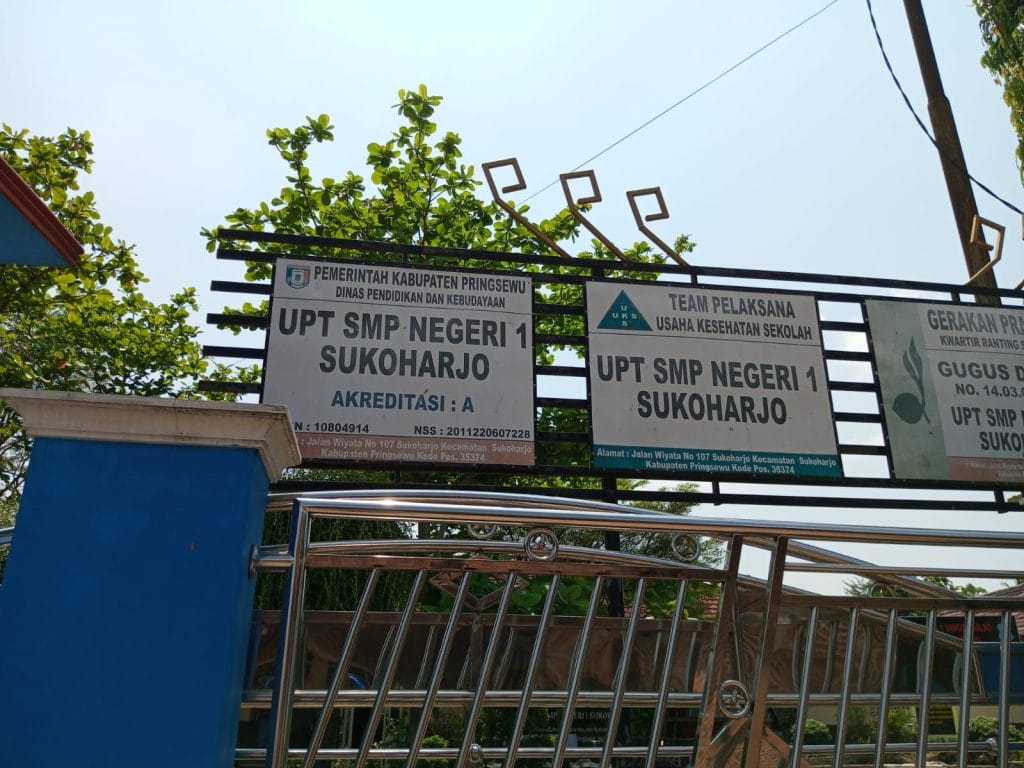 PEMERINTAH KABUPATEN PRINGSEWU
DINAS PENDIDIKAN DAN KEBUDAYAAN
UPT SMP NEGERI 1
SUKOHARJO
AKREDITASI : A
N : 10804914 NSS : 2011220607228
: Jalan Wiyata No 107 Sukoharjo Kecamatan Sukoharjo
Kabupaten Pringsewu Kode Pos. 35374
U
UKS
S
TEAM PELAKSANA
USAHA KESEHATAN SEKOLAH
UPT SMP NEGERI 1
SUKOHARJO
Alamat : Jalan Wiyata No 107 Sukoharjo Kecamatan Sukoharjo
Kabupaten Pringsewu Kode Pos. 35374
GERAKAN PRA
KWARTIR RANTING S
GUGUS D
NO. 14.03.
UPT SMP
SUKO